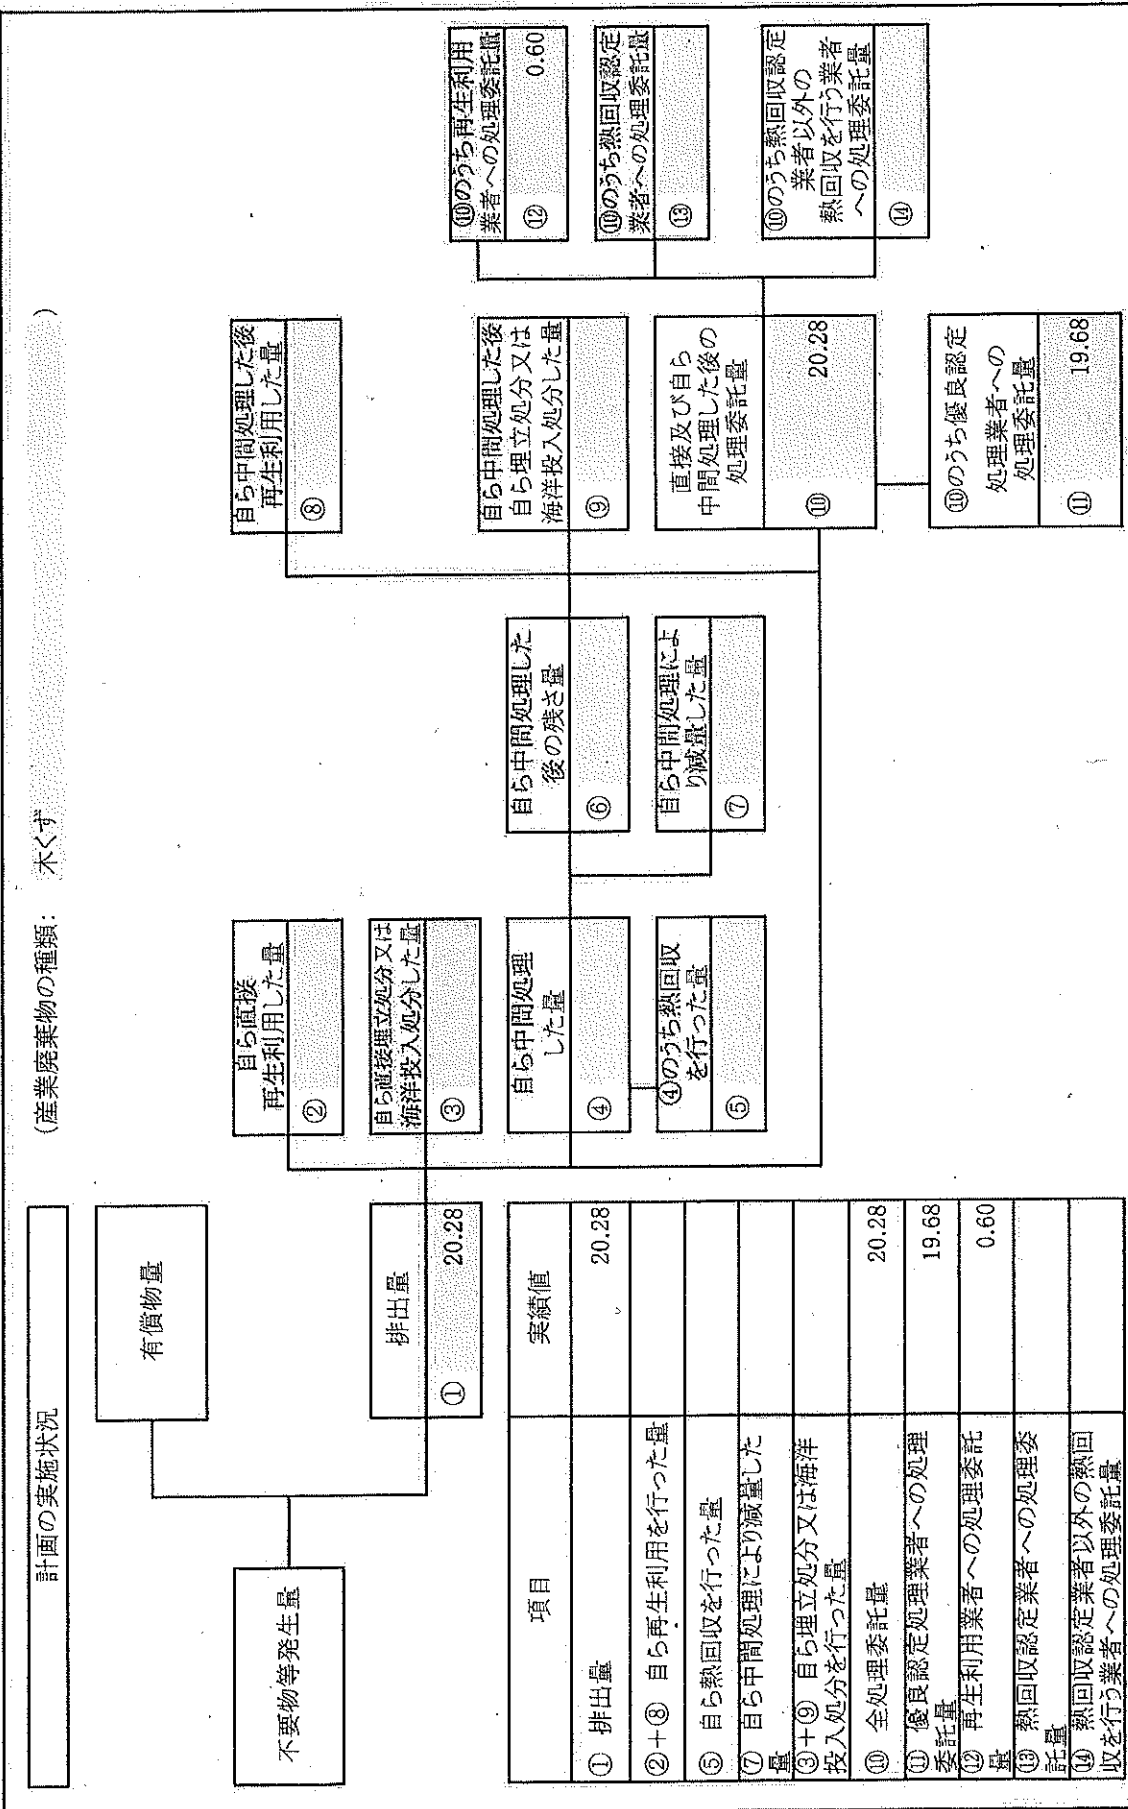 計画の実施状況
(産業廃棄物の種類： 木くず )
不要物等発生量
有償物量
排出量
① 20.28
自ら直接
再生利用した量
②
自ら直接埋立処分又は
海洋投入処分した量
③
自ら中間処理
した量
④
④のうち熱回収
を行った量
⑤
自ら中間処理した
後の残さ量
⑥
自ら中間処理によ
り減量した量
⑦
自ら中間処理した後
再生利用した量
⑧
自ら中間処理した後
自ら埋立処分又は
海洋投入処分した量
⑨
直接及び自ら
中間処理した後の
処理委託量
⑩ 20.28
⑩のうち優良認定
処理業者への
処理委託量
⑪ 19.68
⑩のうち再生利用
業者への処理委託量
⑫ 0.60
⑩のうち熱回収認定
業者への処理委託量
⑬
⑩のうち熱回収認定
業者以外の
熱回収を行う業者
への処理委託量
⑭
項目 実績値
① 排出量 20.28
②+⑧ 自ら再生利用を行った量
⑤ 自ら熱回収を行った量
⑦ 自ら中間処理により減量した
量
③+⑨ 自ら埋立処分又は海洋
投入処分を行った量
⑩ 全処理委託量 20.28
⑪ 優良認定処理業者への処理
委託量 19.68
⑫ 再生利用業者への処理委託
量 0.60
⑬ 熱回収認定業者への処理委
託量
⑭ 熱回収認定業者以外の熱回
収を行う業者への処理委託量